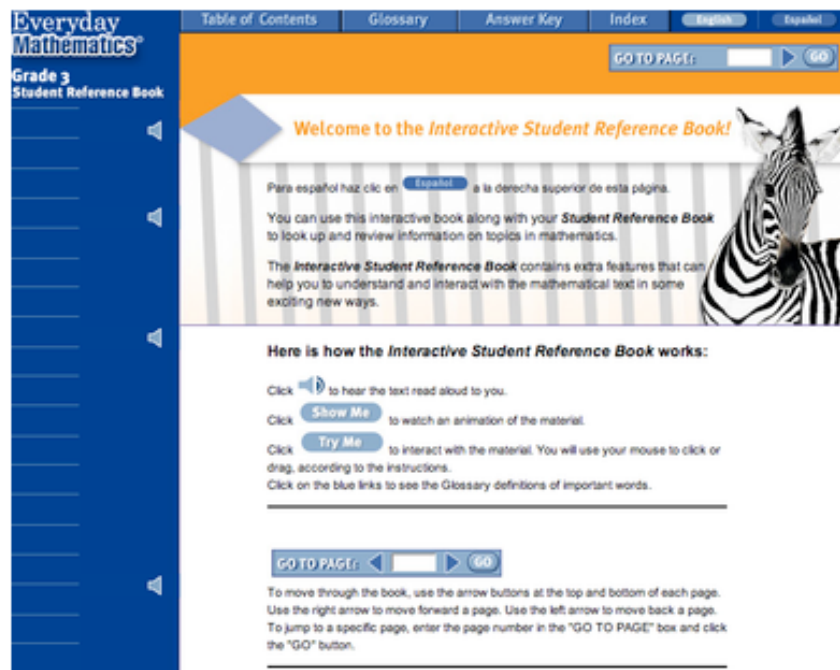 Everyday
Mathematics®
Grade 3
Student Reference Book
Table of Contents Glossary Answer Key Index English Español
GO TO PAGE: GO
Welcome to the Interactive Student Reference Book!
Para español haz clic en Español a la derecha superior de esta página.
You can use this interactive book along with your Student Reference Book
to look up and review information on topics in mathematics.
The Interactive Student Reference Book contains extra features that can
help you to understand and interact with the mathematical text in some
exciting new ways.
Here is how the Interactive Student Reference Book works:
Click to hear the text read aloud to you.
Click Show Me to watch an animation of the material.
Click Try Me to interact with the material. You will use your mouse to click or
drag, according to the instructions.
Click on the blue links to see the Glossary definitions of important words.
GO TO PAGE: GO
To move through the book, use the arrow buttons at the top and bottom of each page.
Use the right arrow to move forward a page. Use the left arrow to move back a page.
To jump to a specific page, enter the page number in the "GO TO PAGE" box and click
the "GO" button.